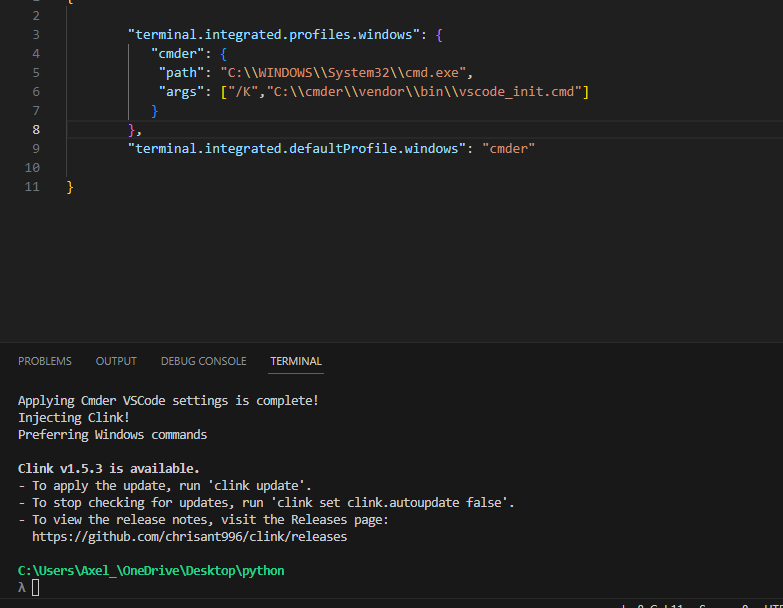 {
2
3 "terminal.integrated.profiles.windows": {
4 "cmder": {
5 "path": "C:\\WINDOWS\\System32\\cmd.exe",
6 "args": ["/K","C:\\cmder\\vendor\\bin\\vscode_init.cmd"]
7 }
8 },
9 "terminal.integrated.defaultProfile.windows": "cmder"
10
11 }
PROBLEMS OUTPUT DEBUG CONSOLE TERMINAL
Applying Cmder VSCode settings is complete!
Injecting Clink!
Preferring Windows commands
Clink v1.5.3 is available.
- To apply the update, run 'clink update'.
- To stop checking for updates, run 'clink set clink.autoupdate false'.
- To view the release notes, visit the Releases page:
https://github.com/chrisant996/clink/releases
C:\Users\Axel_\OneDrive\Desktop\python
λ